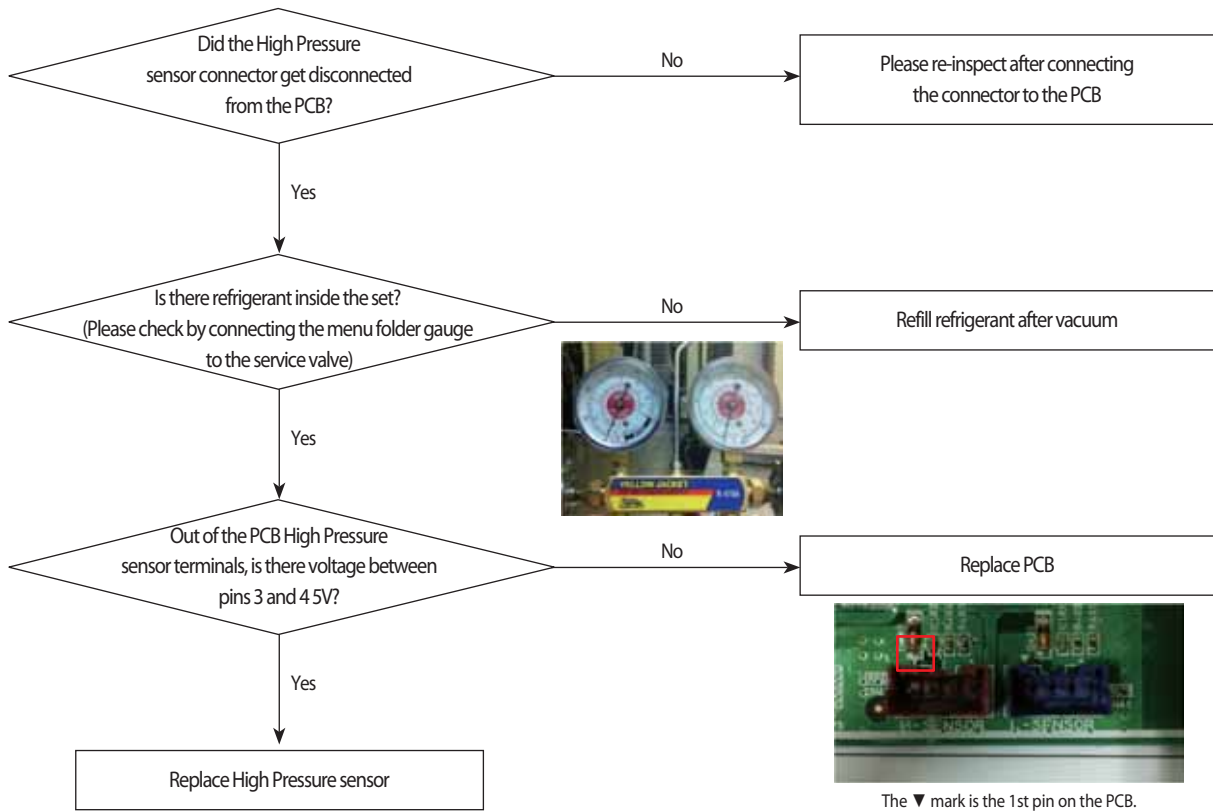 Did the High Pressure
sensor connector get disconnected
from the PCB?
No
Please re-inspect after connecting
the connector to the PCB
Yes
Is there refrigerant inside the set?
(Please check by connecting the menu folder gauge
to the service valve)
No
Refill refrigerant after vacuum
YELLOW JACKET
Yes
Out of the PCB High Pressure
sensor terminals, is there voltage between
pins 3 and 4 5V?
No
Replace PCB
H-SENSOR
L-SENSOR
Yes
Replace High Pressure sensor
The ▼ mark is the 1st pin on the PCB.